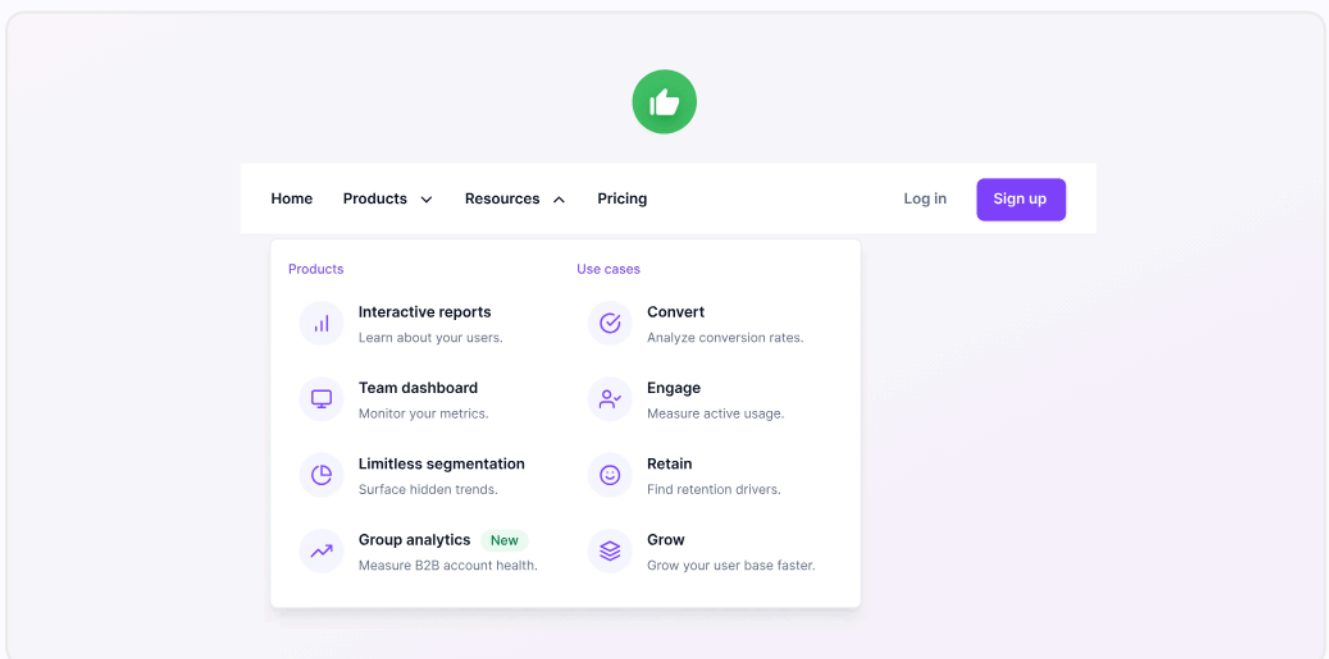 Home Products Resources Pricing Log in Sign up
Products
Interactive reports
Learn about your users.
Team dashboard
Monitor your metrics.
Limitless segmentation
Surface hidden trends.
Group analytics New
Measure B2B account health.
Use cases
Convert
Analyze conversion rates.
Engage
Measure active usage.
Retain
Find retention drivers.
Grow
Grow your user base faster.